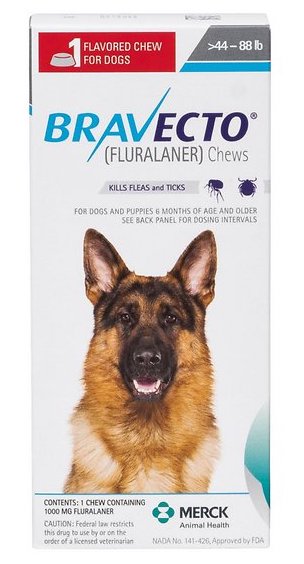 1 FLAVORED CHEW
FOR DOGS
>44 – 88 lb
BRAVECTO®
(FLURALANER) Chews
KILLS FLEAS and TICKS
FOR DOGS AND PUPPIES 6 MONTHS OF AGE AND OLDER
SEE BACK PANEL FOR DOSING INTERVALS
CONTENTS: 1 CHEW CONTAINING
1000 MG FLURALANER
CAUTION: Federal law restricts
this drug to use by or on the
order of a licensed veterinarian
MERCK
Animal Health
NADA No. 141-426, Approved by FDA